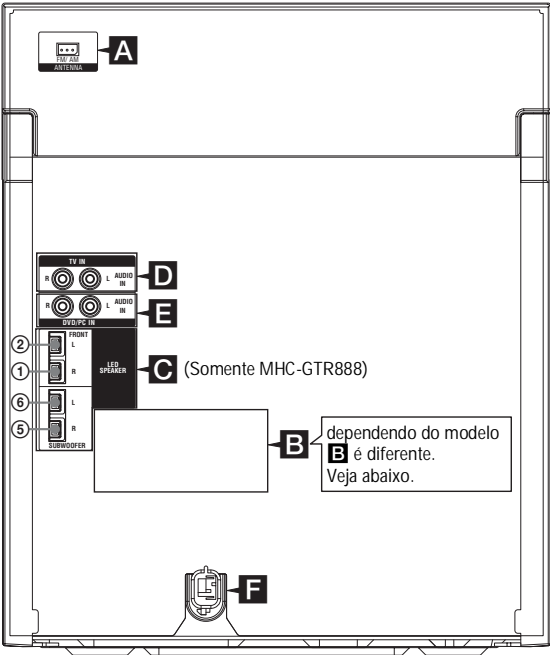 A
FM/ AM
ANTENNA
TV IN
R L AUDIO IN
D
R L AUDIO IN
DVD/PC IN
E
FRONT
2 L
1 R
LED SPEAKER
C (Somente MHC-GTR888)
6 L
5 R
SUBWOOFER
B
dependendo do modelo
B é diferente.
Veja abaixo.
F